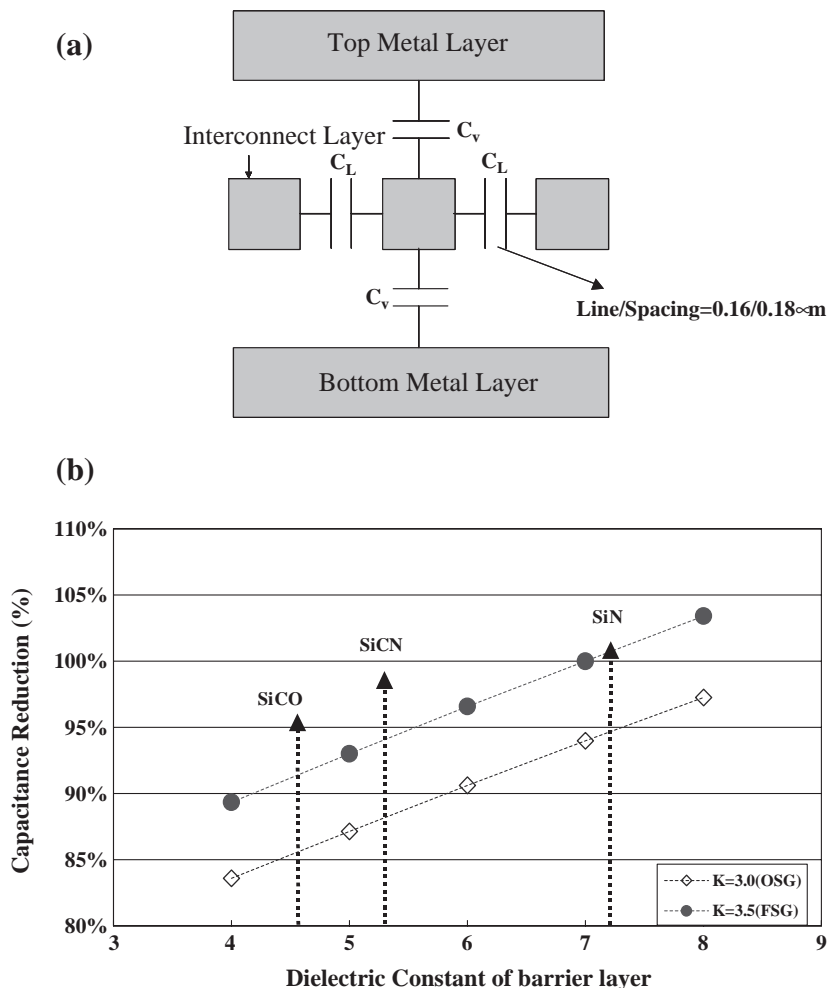 (a)
Top Metal Layer
Interconnect Layer
Cv
CL
CL
Cv
Line/Spacing=0.16/0.18∝m
Bottom Metal Layer
(b)
110%
105%
100%
95%
90%
85%
80%
Capacitance Reduction (%)
SiCO
SiCN
SiN
K=3.0(OSG)
K=3.5(FSG)
3 4 5 6 7 8 9
Dielectric Constant of barrier layer